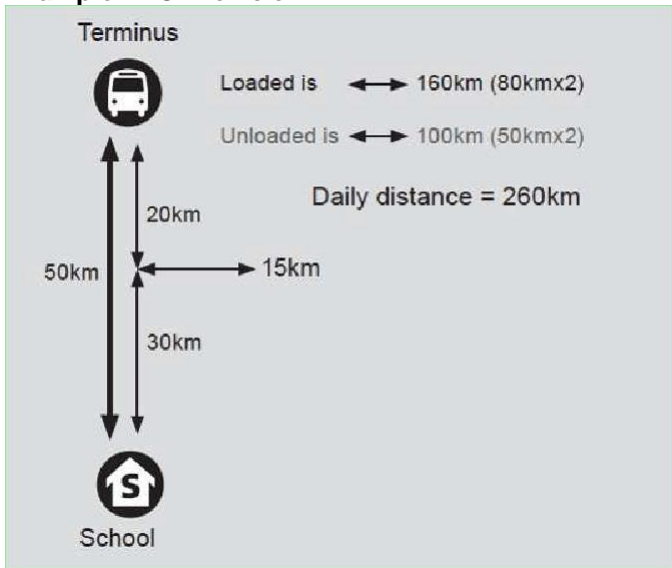 Terminus
Loaded is 160km (80kmx2)
Unloaded is 100km (50kmx2)
Daily distance = 260km
20km
50km
15km
30km
S
School